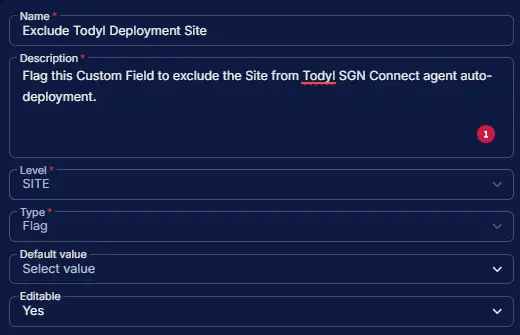 Name *
Exclude Todyl Deployment Site
Description *
Flag this Custom Field to exclude the Site from Todyl SGN Connect agent auto-
deployment.
1
Level *
SITE
Type *
Flag
Default value
Select value
Editable
Yes